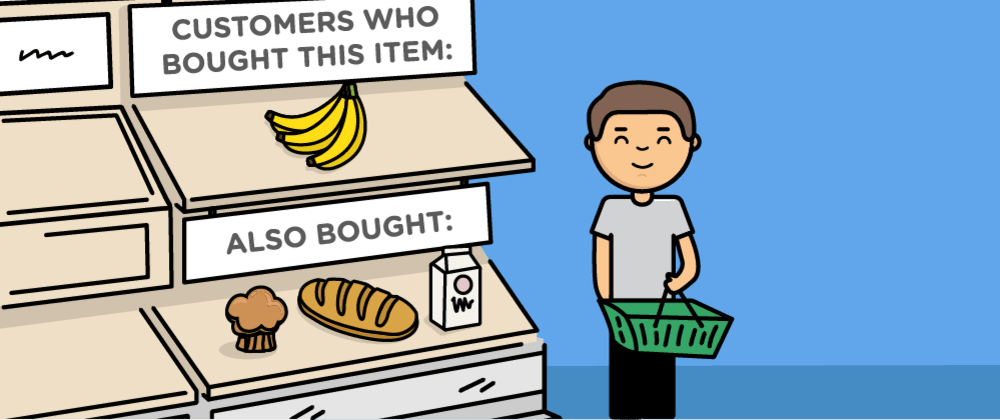 CUSTOMERS WHO
BOUGHT THIS ITEM:
ALSO BOUGHT: